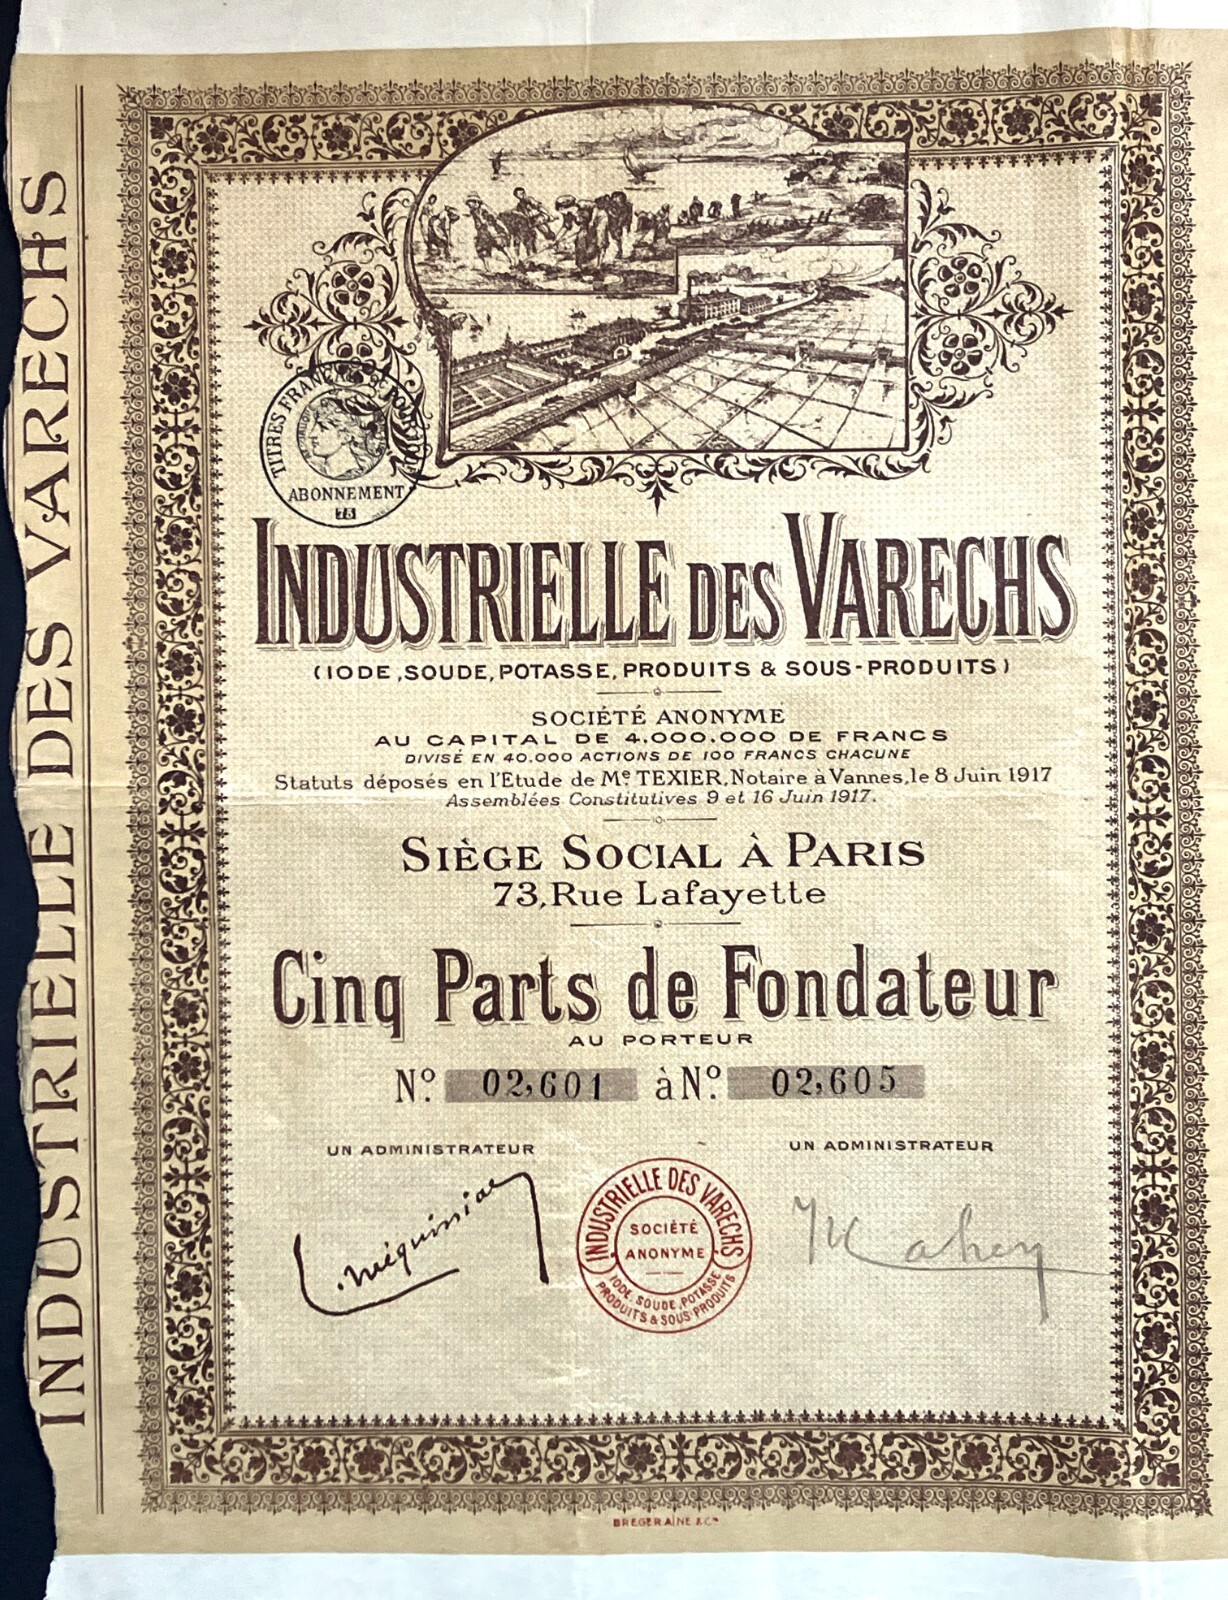 INDUSTRIELLE DES VARECHS
TITRES FRANÇAIS
ABONNEMENT
78
INDUSTRIELLE DES VARECHS
(IODE, SOUDE, POTASSE, PRODUITS & SOUS-PRODUITS)
SOCIÉTÉ ANONYME
AU CAPITAL DE 4.000.000 DE FRANCS
DIVISÉ EN 40.000 ACTIONS DE 100 FRANCS CHACUNE
Statuts déposés en l'Etude de Me. TEXIER, Notaire à Vannes, le 8 Juin 1917
Assemblées Constitutives 9 et 16 Juin 1917.
SIÈGE SOCIAL À PARIS
73, Rue Lafayette
Cinq Parts de Fondateur
AU PORTEUR
No. 02,601 à No. 02,605
UN ADMINISTRATEUR
UN ADMINISTRATEUR
INDUSTRIELLE DES VARECHS
SOCIÉTÉ
ANONYME
IODE, SOUDE, POTASSE
PRODUITS & SOUS-PRODUITS
BREGERAINE & Cie